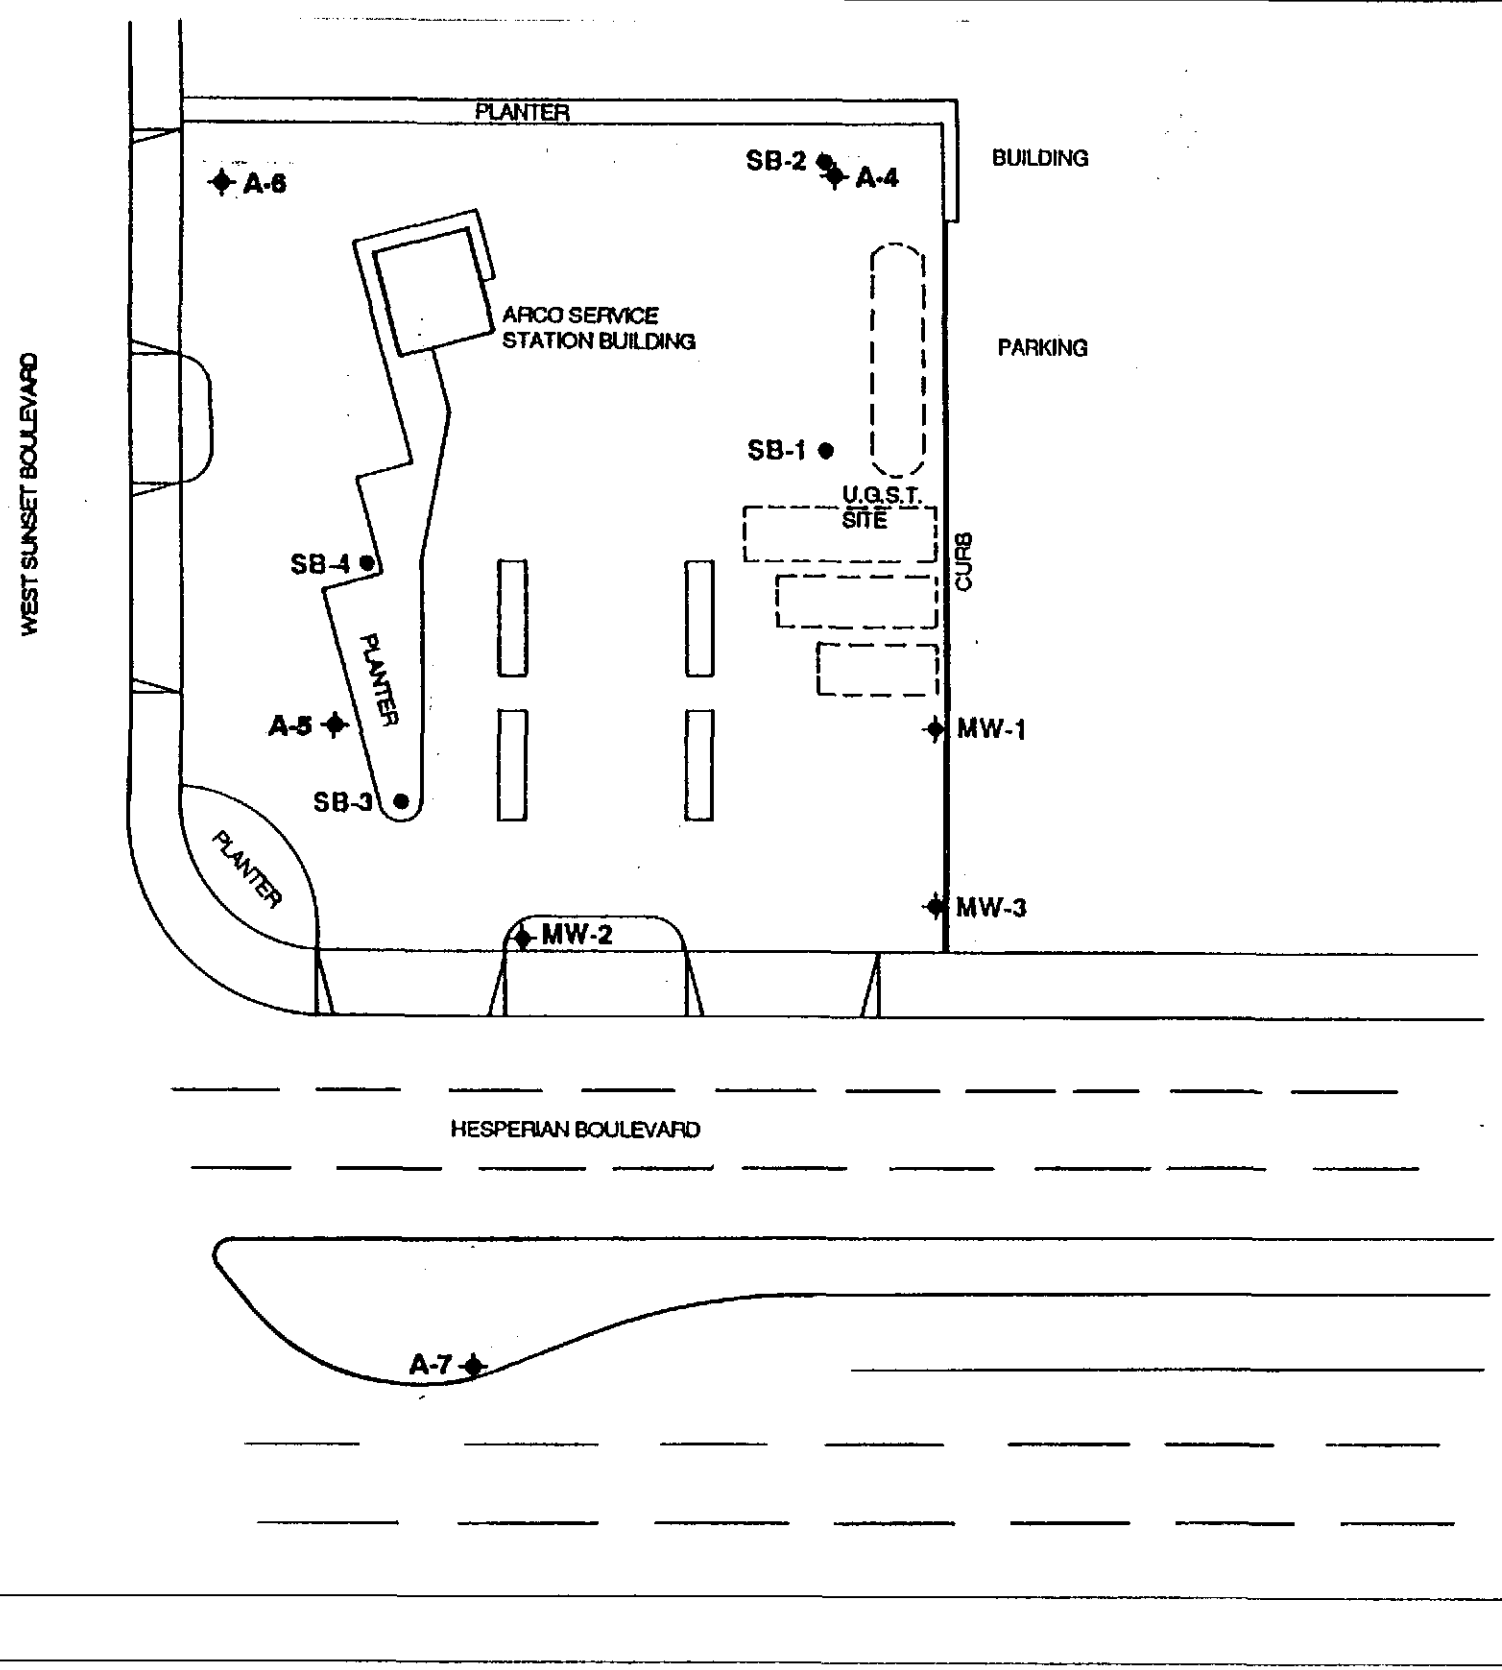 PLANTER
SB-2
A-4
BUILDING
A-6
ARCO SERVICE
STATION BUILDING
PARKING
WEST SUNSET BOULEVARD
SB-1
U.G.S.T.
SITE
CURB
SB-4
PLANTER
A-5
MW-1
SB-3
PLANTER
MW-3
MW-2
HESPERIAN BOULEVARD
A-7